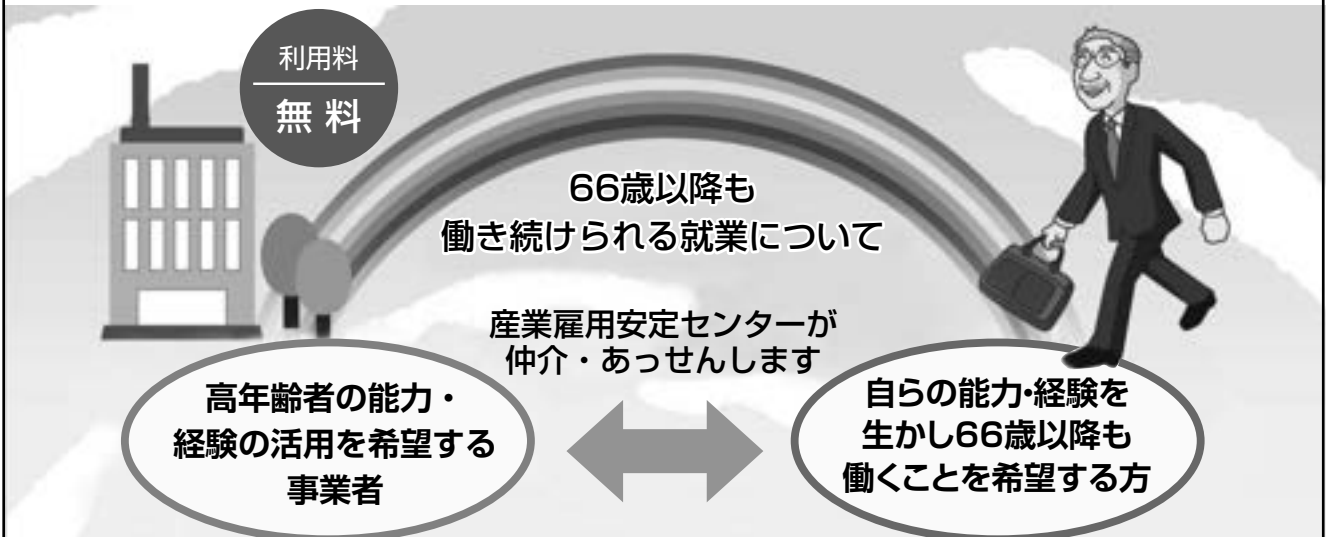 利用料
無料
66歳以降も
働き続けられる就業について
産業雇用安定センターが
仲介・あっせんします
高年齢者の能力・
経験の活用を希望する
事業者
自らの能力・経験を
生かし66歳以降も
働くことを希望する方